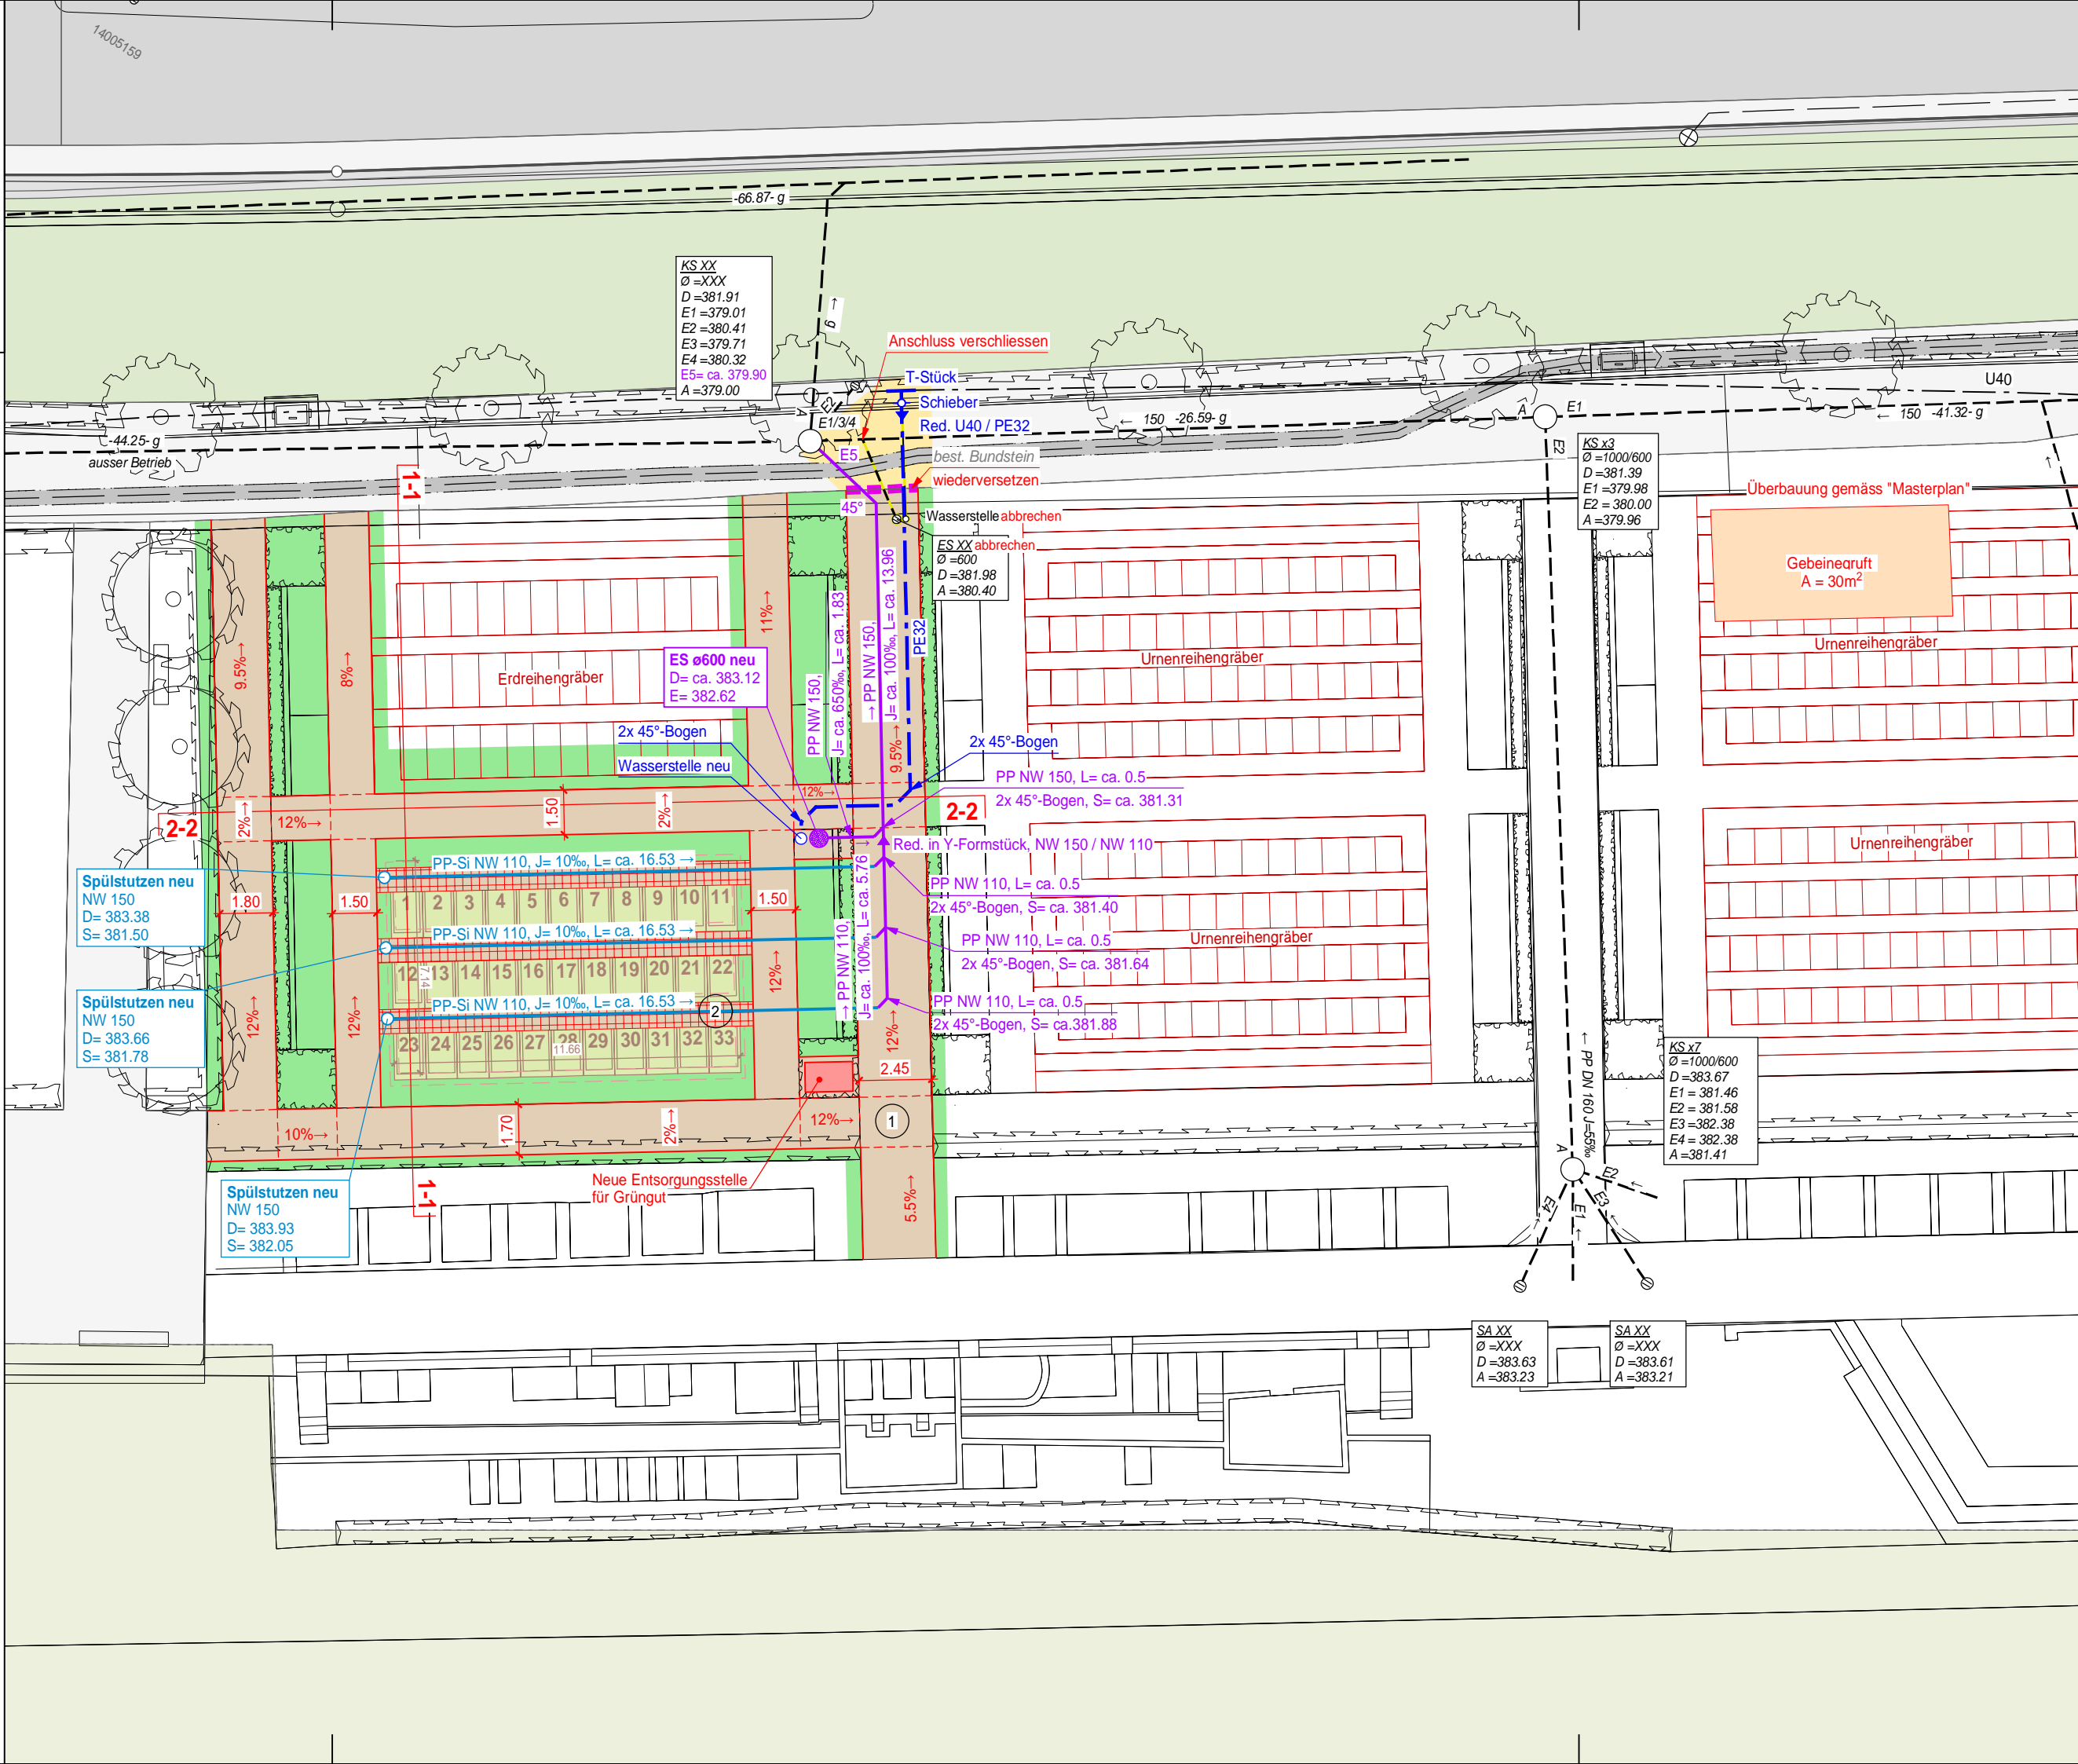 14005159
-66.87- g
KS XX
Ø =XXX
D =381.91
E1 =379.01
E2 =380.41
E3 =379.71
E4 =380.32
E5= ca. 379.90
A =379.00
g →
Anschluss verschliessen
T-Stück
Schieber
Red. U40 / PE32
U40
A
E2
E1/3/4
← 150 -26.59- g
A
E1
← 150 -41.32- g
-44.25- g
ausser Betrieb
E5
best. Bundstein
wiederversetzen
E2
KS x3
Ø =1000/600
D =381.39
E1 =379.98
E2 =380.00
A =379.96
1-1
45°
Wasserstelle abbrechen
Überbauung gemäss "Masterplan"
ES XX abbrechen
Ø =600
D =381.98
A =380.40
Gebeinegruft
A = 30m²
9.5%→
8%→
11%→
Erdreihengräber
ES ø600 neu
D= ca. 383.12
E= 382.62
PP NW 150,
J= ca. 650‰, L= ca. 1.83
→ PP NW 150,
J= ca. 100‰, L= ca. 13.96
PE32
9.5%→
Urnenreihengräber
Urnenreihengräber
2x 45°-Bogen
Wasserstelle neu
2x 45°-Bogen
PP NW 150, L= ca. 0.5
2x 45°-Bogen, S= ca. 381.31
12%→
2-2
2%→
12%→
1.50
2%→
2-2
→ Red. in Y-Formstück, NW 150 / NW 110
Urnenreihengräber
PP-Si NW 110, J= 10‰, L= ca. 16.53 →
Spülstutzen neu
NW 150
D= 383.38
S= 381.50
1.80
1.50
1 2 3 4 5 6 7 8 9 10 11
1.50
PP NW 110, L= ca. 0.5
2x 45°-Bogen, S= ca. 381.40
PP-Si NW 110, J= 10‰, L= ca. 16.53 →
PP NW 110, L= ca. 0.5
2x 45°-Bogen, S= ca. 381.64
Urnenreihengräber
→ PP NW 110,
J= ca. 100‰, L= ca. 5.76
12 13 14 15 16 17 18 19 20 21 22
7.14
12%→
Spülstutzen neu
NW 150
D= 383.66
S= 381.78
12%→
12%→
PP-Si NW 110, J= 10‰, L= ca. 16.53 →
2
PP NW 110, L= ca. 0.5
2x 45°-Bogen, S= ca.381.88
23 24 25 26 27 28 29 30 31 32 33
11.66
12%→
2.45
← PP DN 160 J=55‰
KS x7
Ø =1000/600
D =383.67
E1 = 381.46
E2 = 381.58
E3 =382.38
E4 = 382.38
A =381.41
10%→
1.70
2%→
12%→
1
Neue Entsorgungsstelle
für Grüngut
1-1
5.5%→
Spülstutzen neu
NW 150
D= 383.93
S= 382.05
A
E2
E3
E4
E1
SA XX
Ø =XXX
D =383.63
A =383.23
SA XX
Ø =XXX
D =383.61
A =383.21